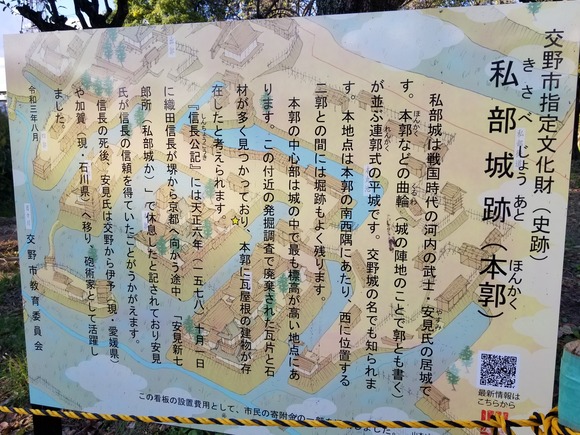 交野市指定文化財（史跡）
きさべ じょう あと ほんかく
私部城跡（本郭）
私部城は戦国時代の河内の武士・安見氏の居城で
す。本郭などの曲輪（城の陣地のことで郭とも書く）
が並ぶ連郭式の平城です。交野城の名でも知られま
す。本地点は本郭の南西隅にあたり、西に位置する
二郭との間には堀跡もよく残ります。
本郭の中心部は城の中で最も標高が高い地点にあ
ります。この付近の発掘調査で廃棄された瓦片と石
材が多く見つかっており、本郭に瓦屋根の建物が存
在したと考えられます。
『信長公記』には天正六年（一五七八）十月一日
に織田信長が堺から京都へ向かう途中、「安見新七
郎所（私部城か）」で休息したと記されており安見
氏が信長の信頼を得ていたことがうかがえます。
信長の死後、安見氏は交野から伊予（現・愛媛県）
や加賀（現・石川県）へ移り、砲術家として活躍し
ました。
令和三年八月
交野市教育委員会
最新情報は
こちらから
この看板の設置費用として、市民の寄附金の一部を